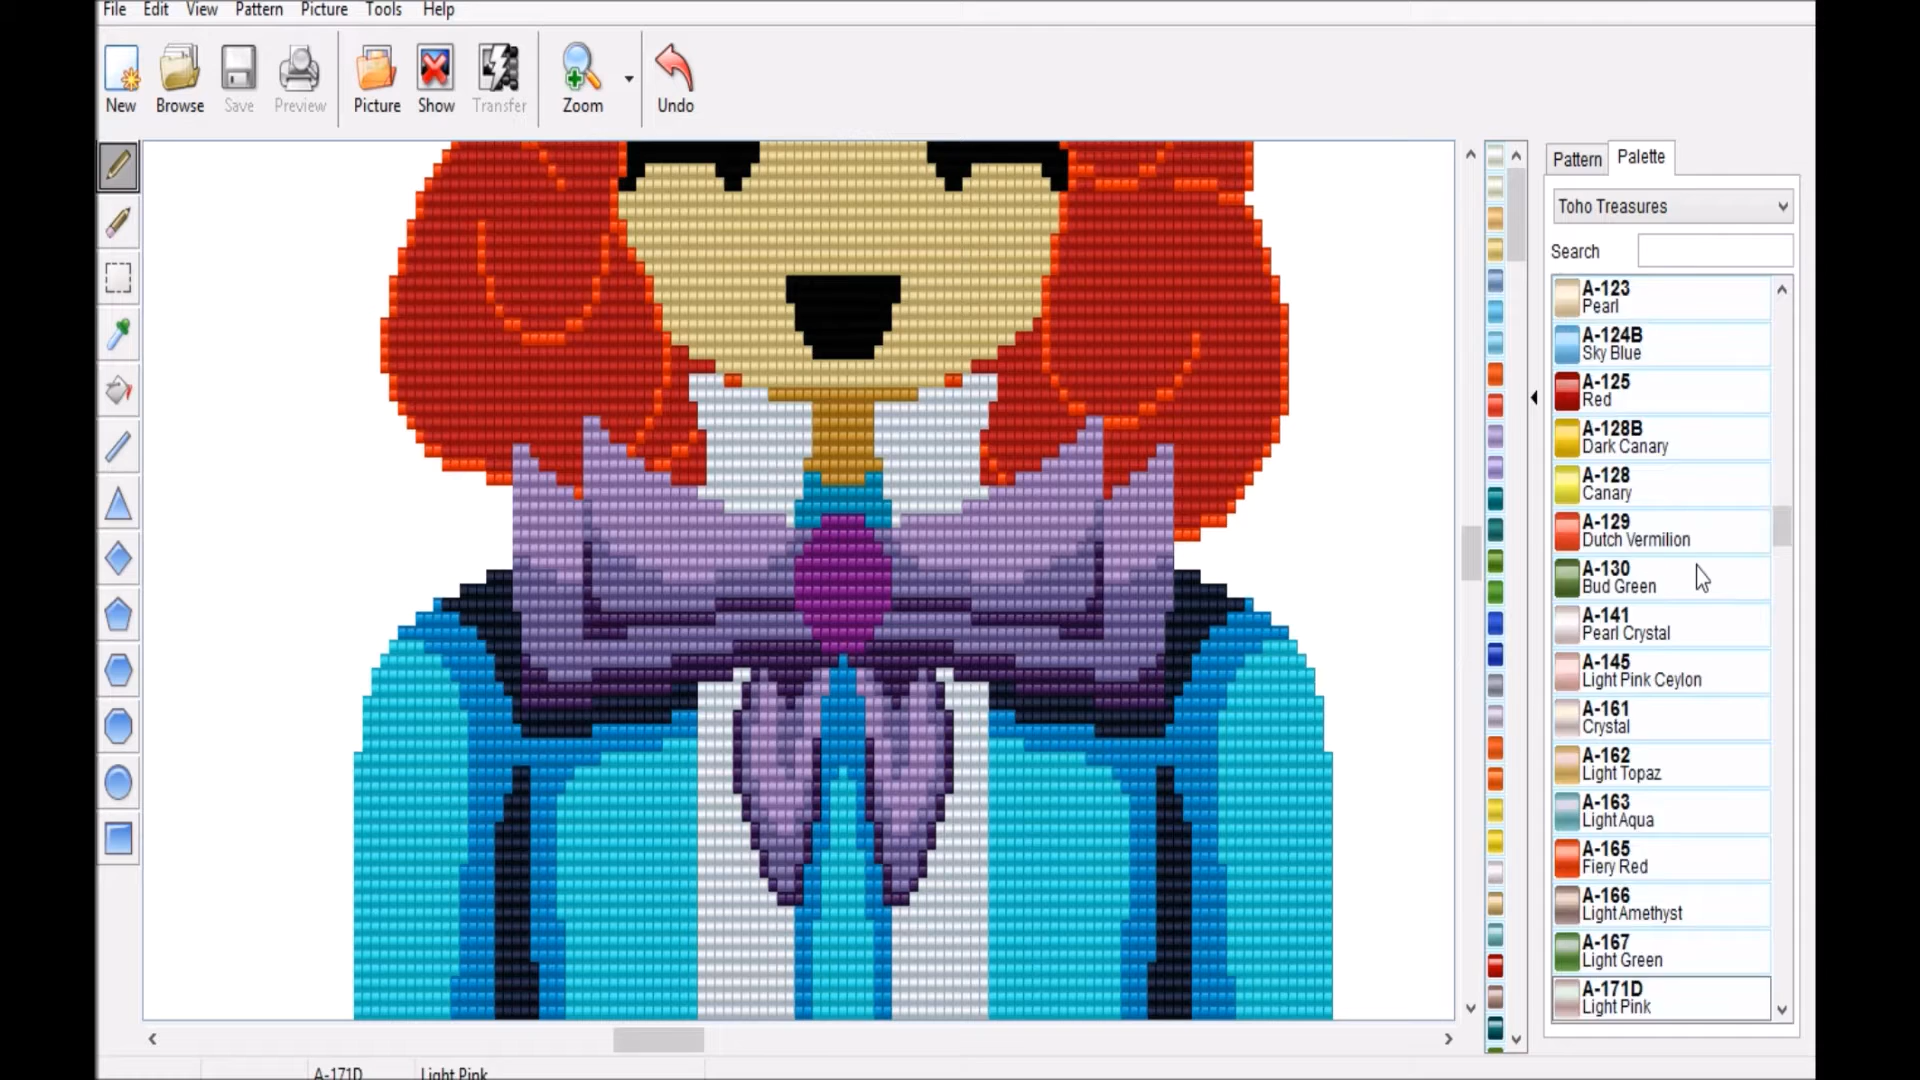 File Edit View Pattern Picture Tools Help
New Browse Save Preview Picture Show Transfer Zoom Undo
Pattern Palette
Toho Treasures
Search
A-123
Pearl
A-124B
Sky Blue
A-125
Red
A-128B
Dark Canary
A-128
Canary
A-129
Dutch Vermilion
A-130
Bud Green
A-141
Pearl Crystal
A-145
Light Pink Ceylon
A-161
Crystal
A-162
Light Topaz
A-163
Light Aqua
A-165
Fiery Red
A-166
Light Amethyst
A-167
Light Green
A-171D
Light Pink
A-171D Light Pink